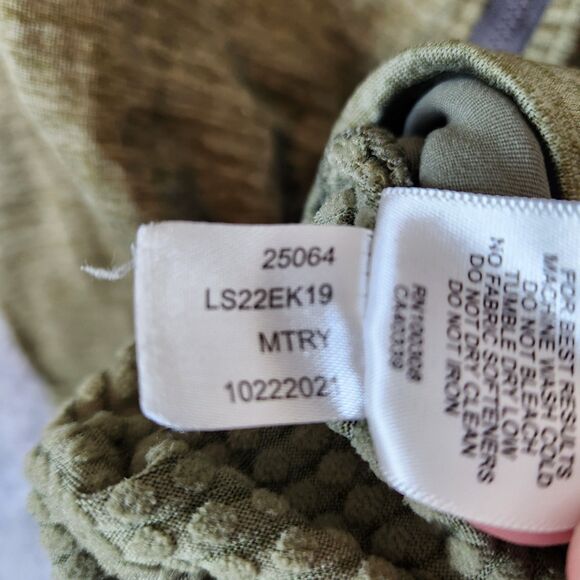 25064
LS22EK19
MTRY
10222021
RN100308
CA40339
FOR BEST RESULTS
MACHINE WASH COLD
DO NOT BLEACH
TUMBLE DRY LOW
NO FABRIC SOFTENERS
DO NOT DRY CLEAN
DO NOT IRON